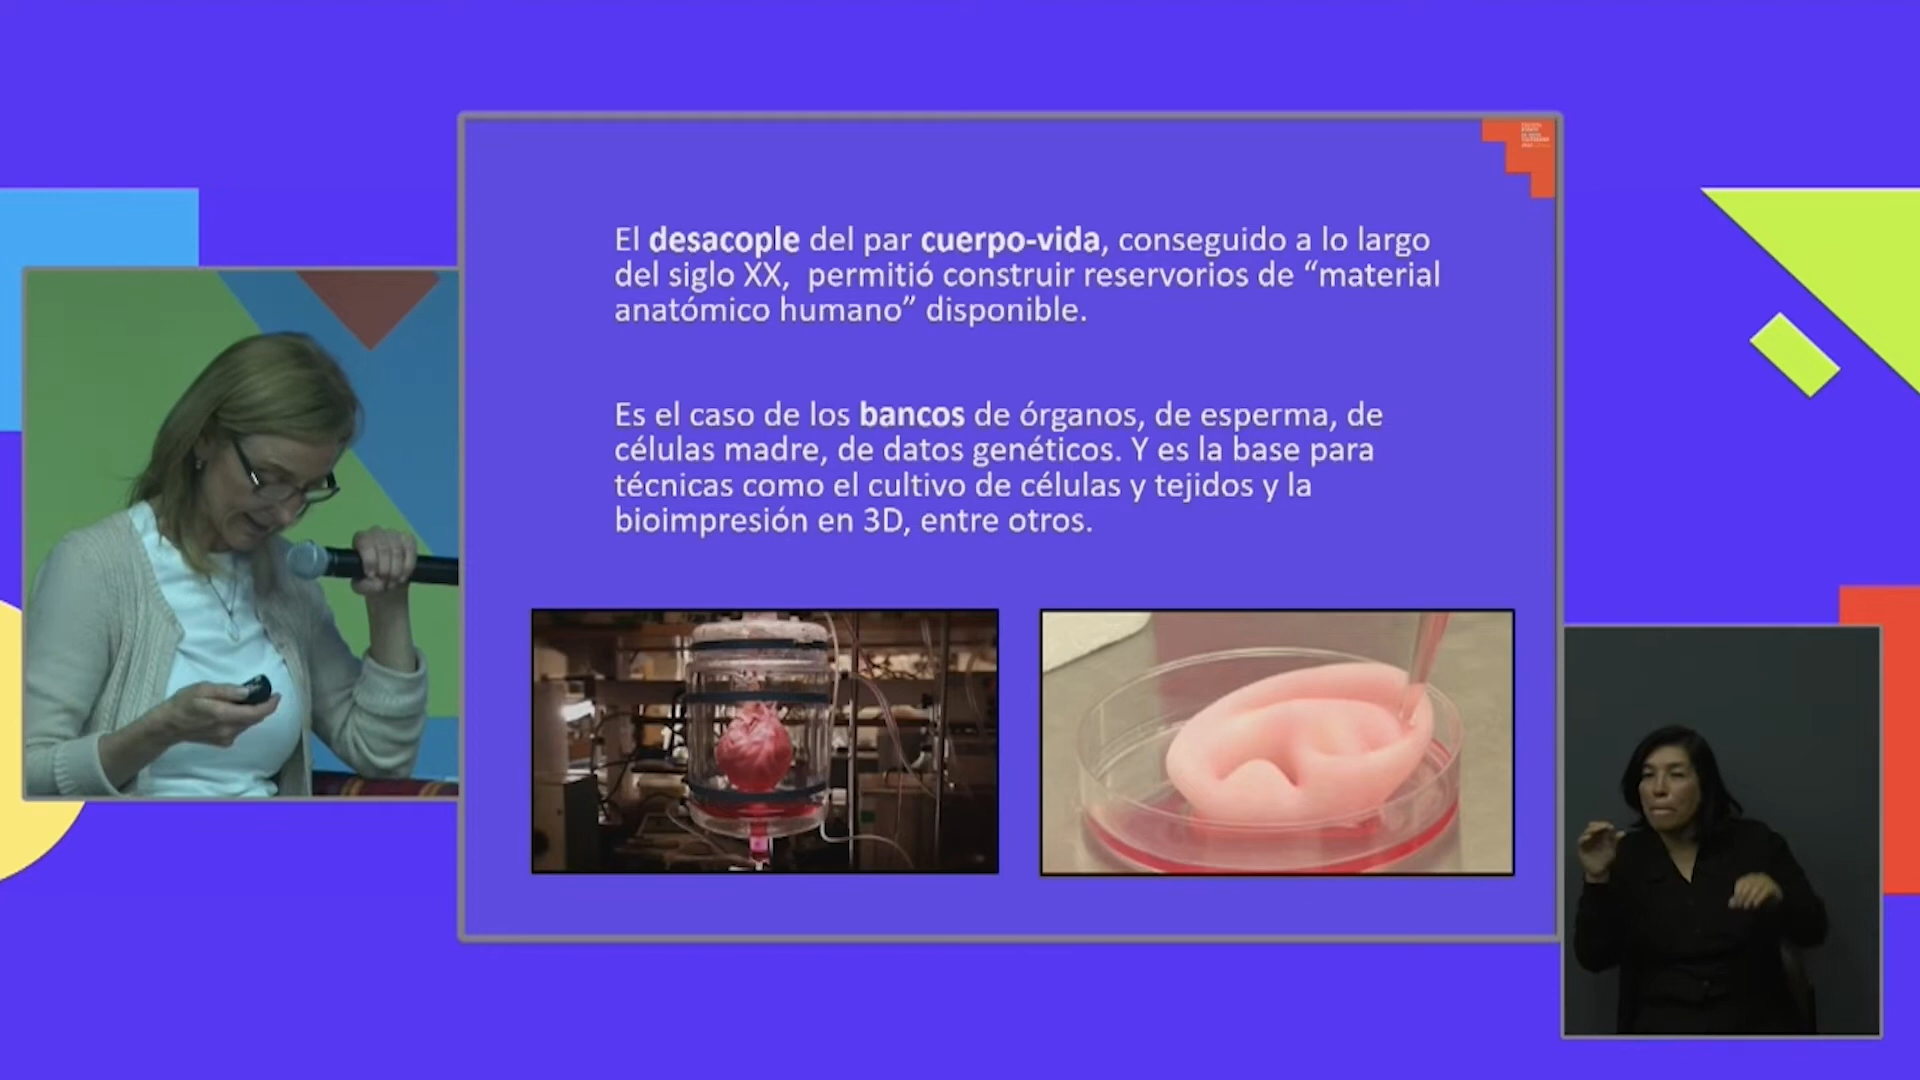 El desacople del par cuerpo-vida, conseguido a lo largo
del siglo XX, permitió construir reservorios de “material
anatómico humano” disponible.
Es el caso de los bancos de órganos, de esperma, de
células madre, de datos genéticos. Y es la base para
técnicas como el cultivo de células y tejidos y la
bioimpresión en 3D, entre otros.